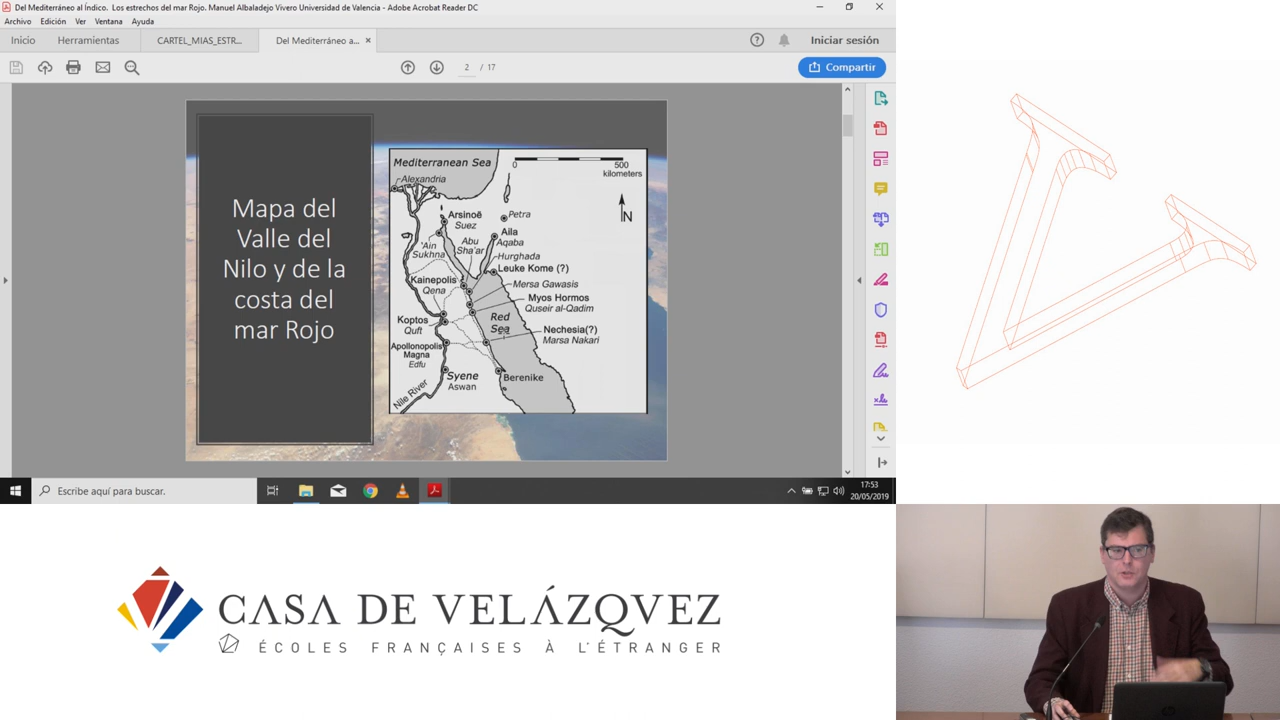 Del Mediterráneo al Índico. Los estrechos del mar Rojo. Manuel Albaladejo Vivero Universidad de Valencia - Adobe Acrobat Reader DC
Archivo Edición Ver Ventana Ayuda
Inicio Herramientas CARTEL_MIAS_ESTR... Del Mediterráneo a... Iniciar sesión
2 / 17 Compartir
Mapa del
Valle del
Nilo y de la
costa del
mar Rojo
Mediterranean Sea
0 500
kilometers
Alexandria
N
Arsinoë
Suez
Petra
Aila
Aqaba
'Ain
Sukhna
Abu
Sha'ar
Hurghada
Leuke Kome (?)
Kainepolis
Qena
Mersa Gawasis
Myos Hormos
Quseir al-Qadim
Koptos
Quft
Red
Sea
Nechesia(?)
Marsa Nakari
Apollonopolis
Magna
Edfu
Syene
Aswan
Berenike
Nile River
Escribe aquí para buscar.
17:53
20/05/2019
CASA DE VELÁZQVEZ
ÉCOLES FRANÇAISES À L'ÉTRANGER